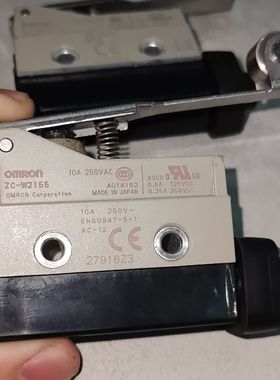 OMRON
ZC-W2155
OMRON Corporation
10A 250VAC
A014162
MADE IN JAPAN
A300
0.6A 125VDC
0.25A 250VDC
10A 250V~
EN60947-5-1
AC-12
CE
27916Z3